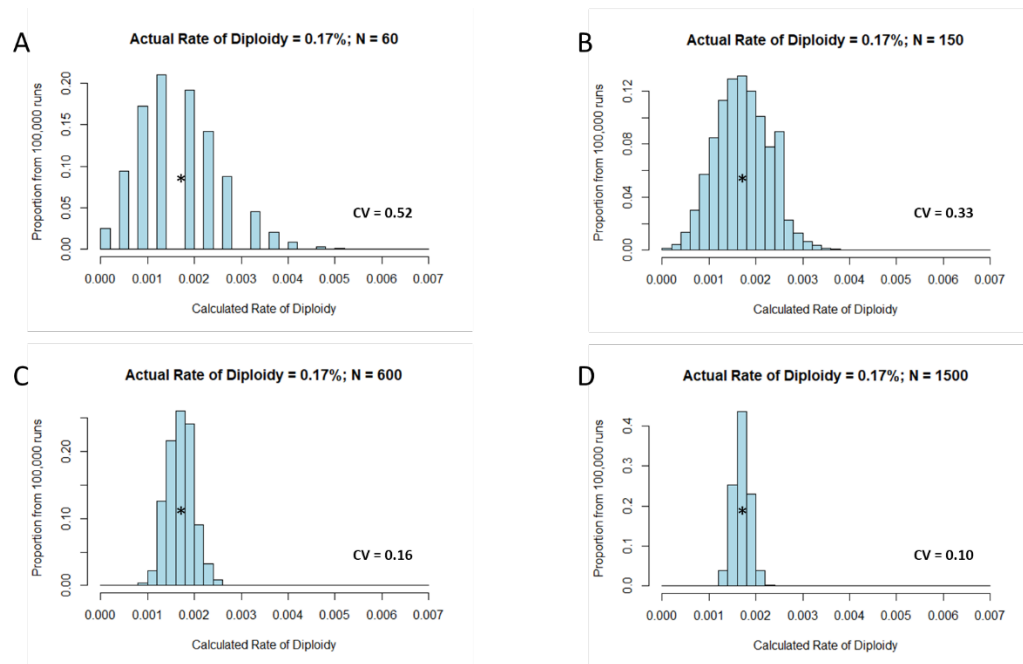 A
Actual Rate of Diploidy = 0.17%; N = 60
Proportion from 100,000 runs
0.00 0.05 0.10 0.15 0.20
*
CV = 0.52
0.000 0.001 0.002 0.003 0.004 0.005 0.006 0.007
Calculated Rate of Diploidy
B
Actual Rate of Diploidy = 0.17%; N = 150
Proportion from 100,000 runs
0.00 0.04 0.08 0.12
*
CV = 0.33
0.000 0.001 0.002 0.003 0.004 0.005 0.006 0.007
Calculated Rate of Diploidy
C
Actual Rate of Diploidy = 0.17%; N = 600
Proportion from 100,000 runs
0.00 0.10 0.20
*
CV = 0.16
0.000 0.001 0.002 0.003 0.004 0.005 0.006 0.007
Calculated Rate of Diploidy
D
Actual Rate of Diploidy = 0.17%; N = 1500
Proportion from 100,000 runs
0.0 0.1 0.2 0.3 0.4
*
CV = 0.10
0.000 0.001 0.002 0.003 0.004 0.005 0.006 0.007
Calculated Rate of Diploidy